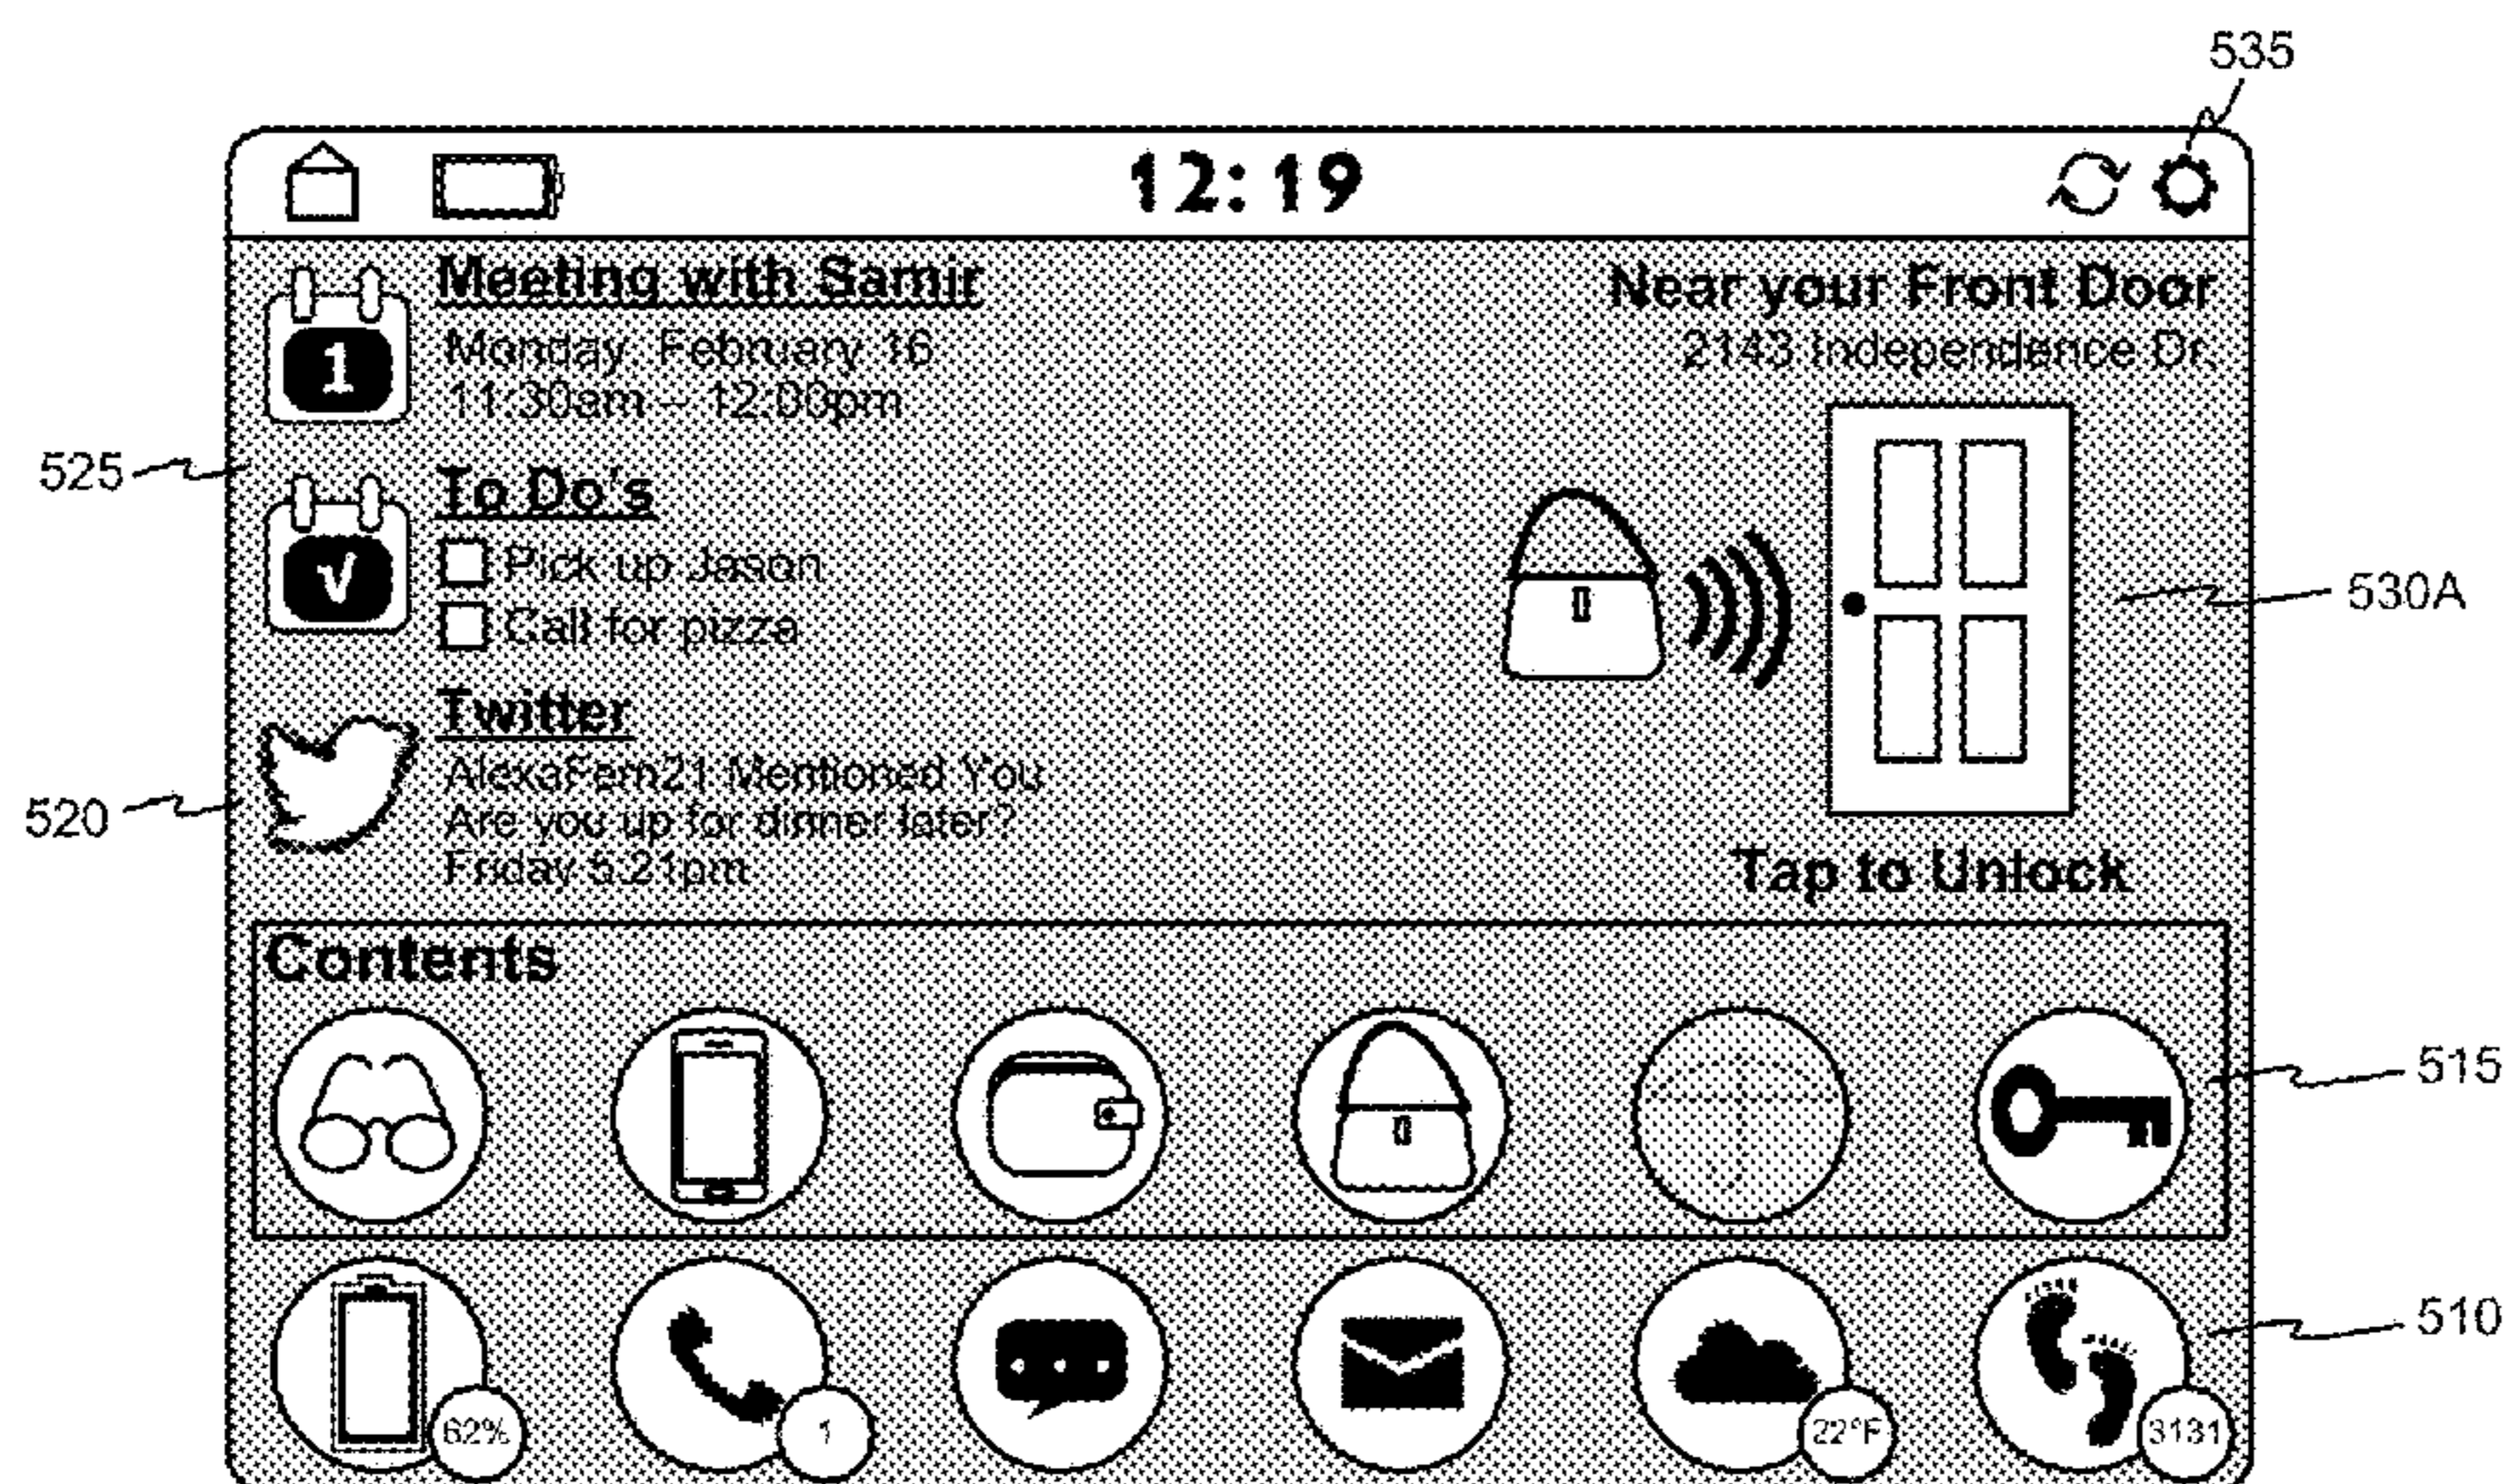 535
12:19
Meeting with Samir
Monday, February 16
11:30am – 12:00pm
1
Near your Front Door
2143 Independence Dr.
525
To Do's
√
Pick up Jason
Call for pizza
530A
Twitter
AlexaFern21 Mentioned You
Are you up for dinner later?
Friday 5:21pm
520
Tap to Unlock
Contents
515
510
62%
1
22°F
3131